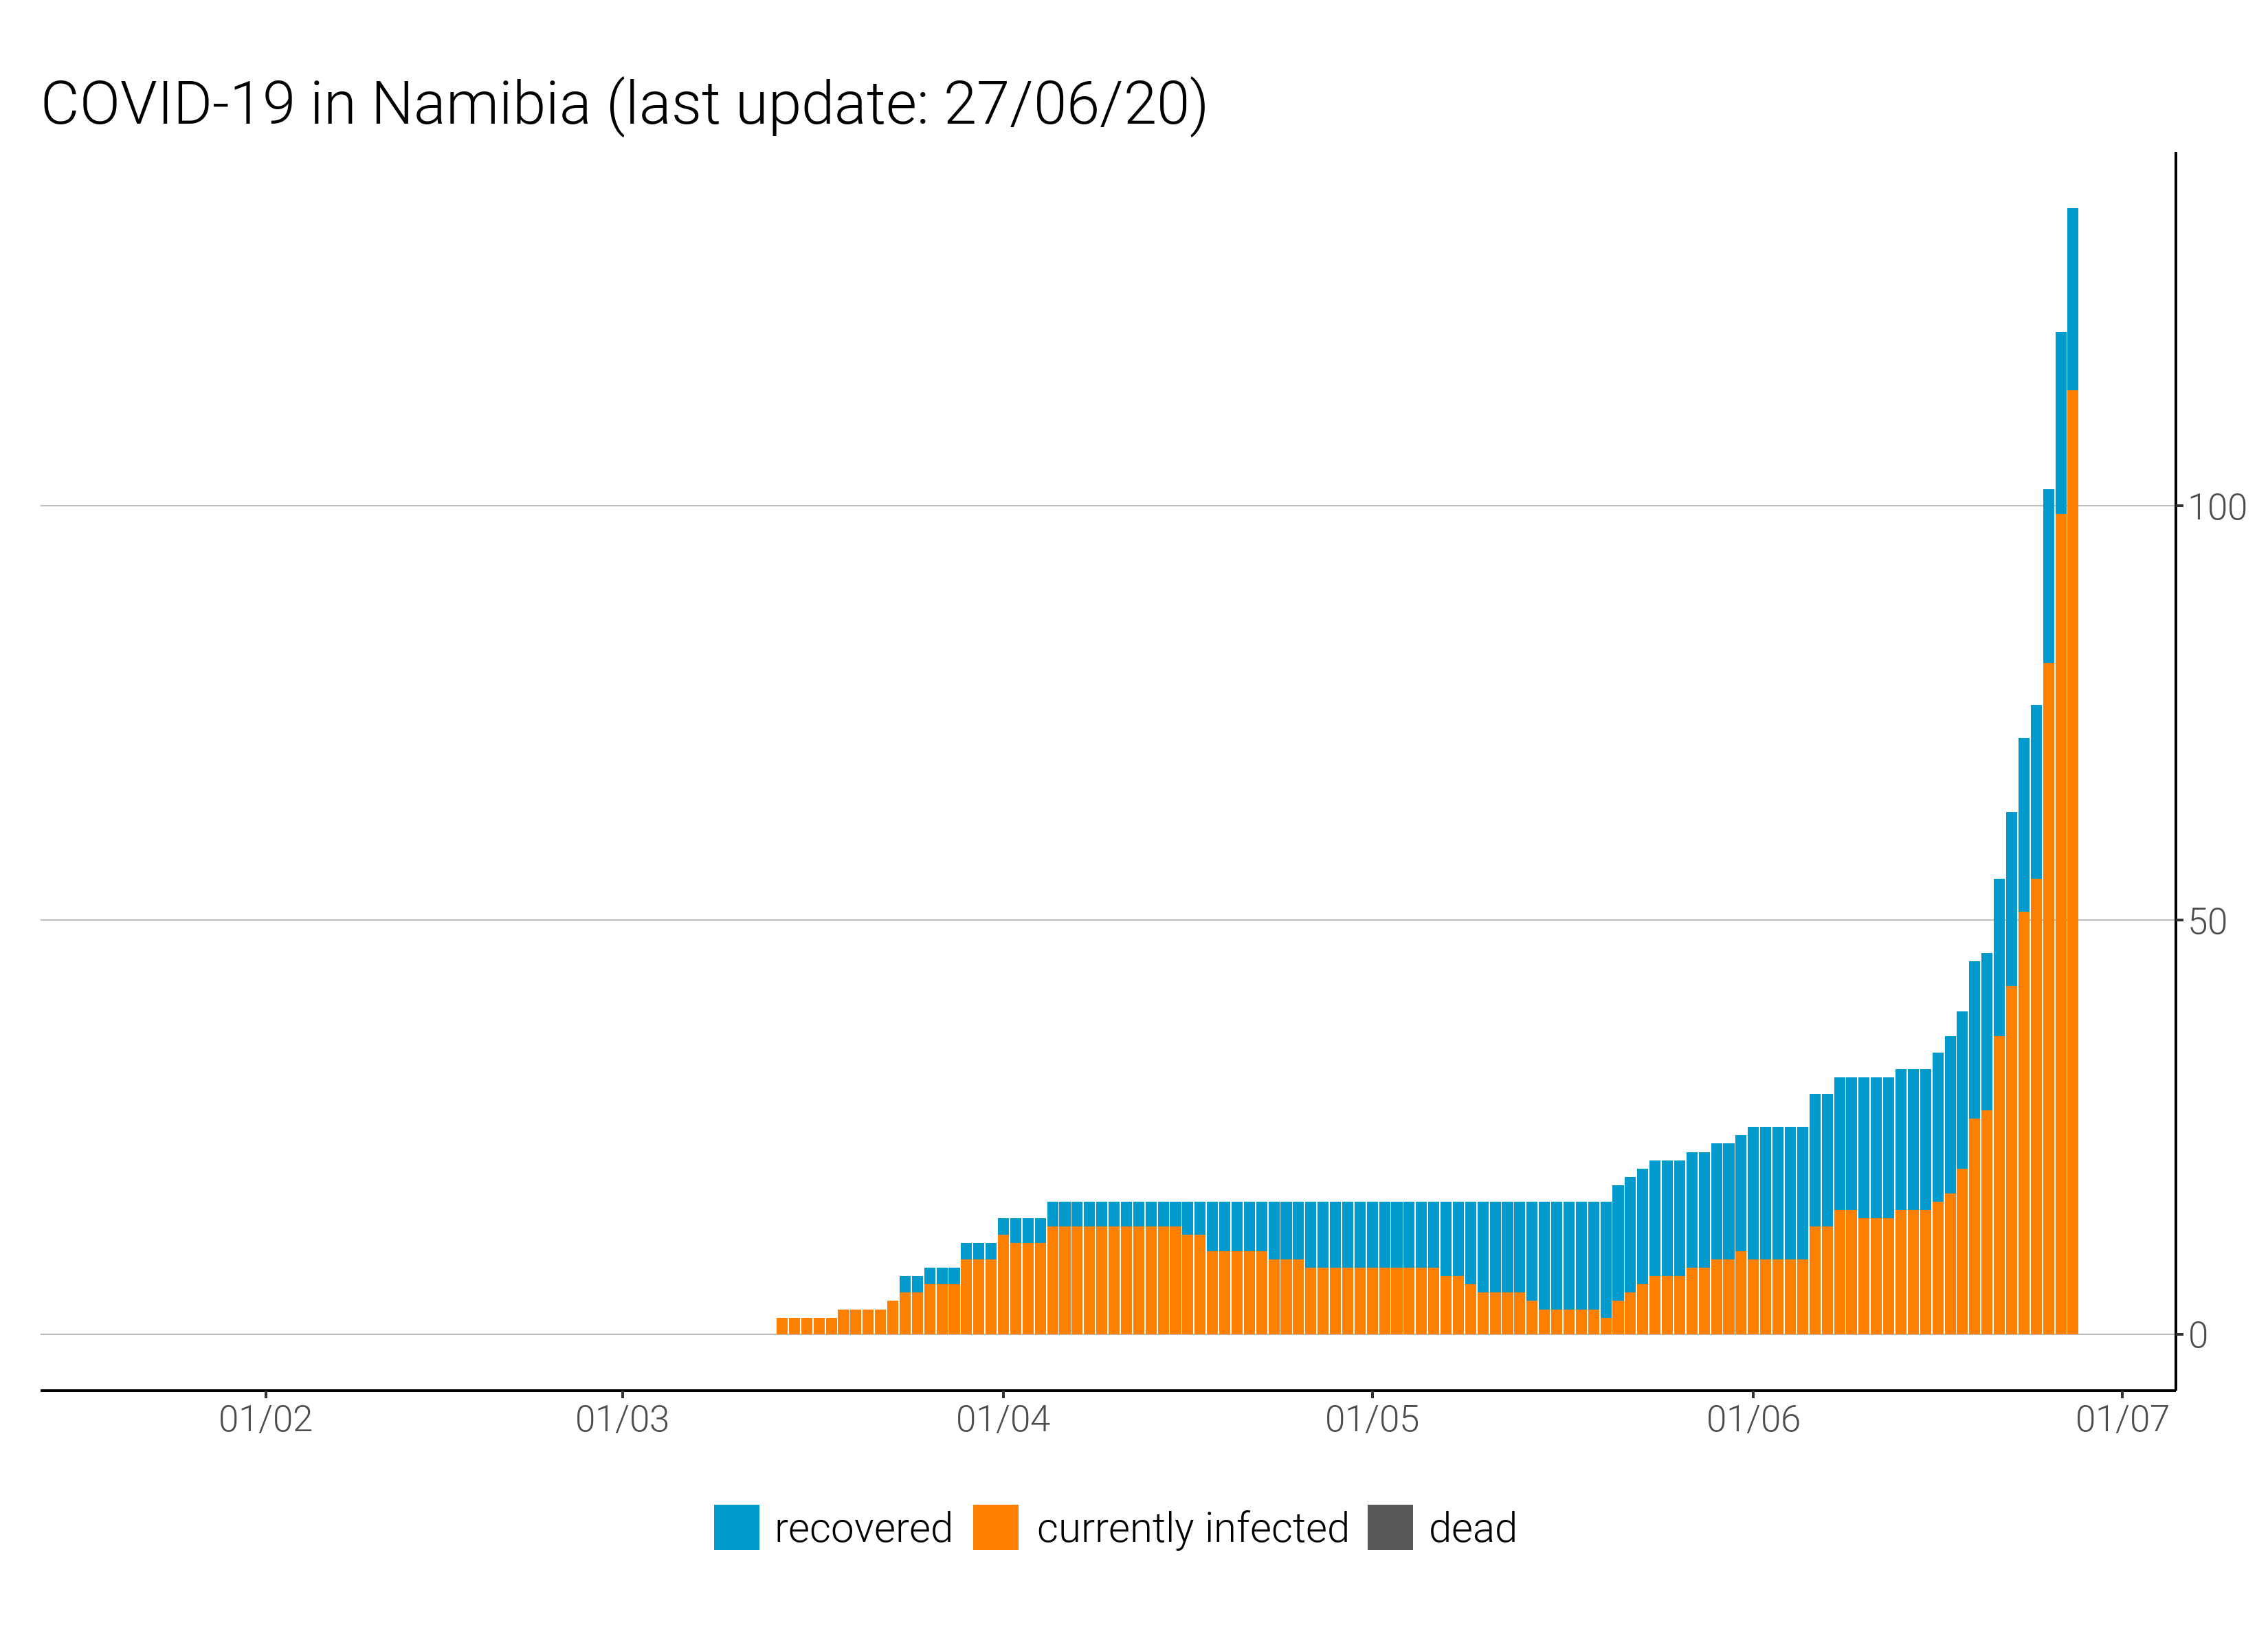 COVID-19 in Namibia (last update: 27/06/20)
100
50
0
01/02 01/03 01/04 01/05 01/06 01/07
recovered currently infected dead